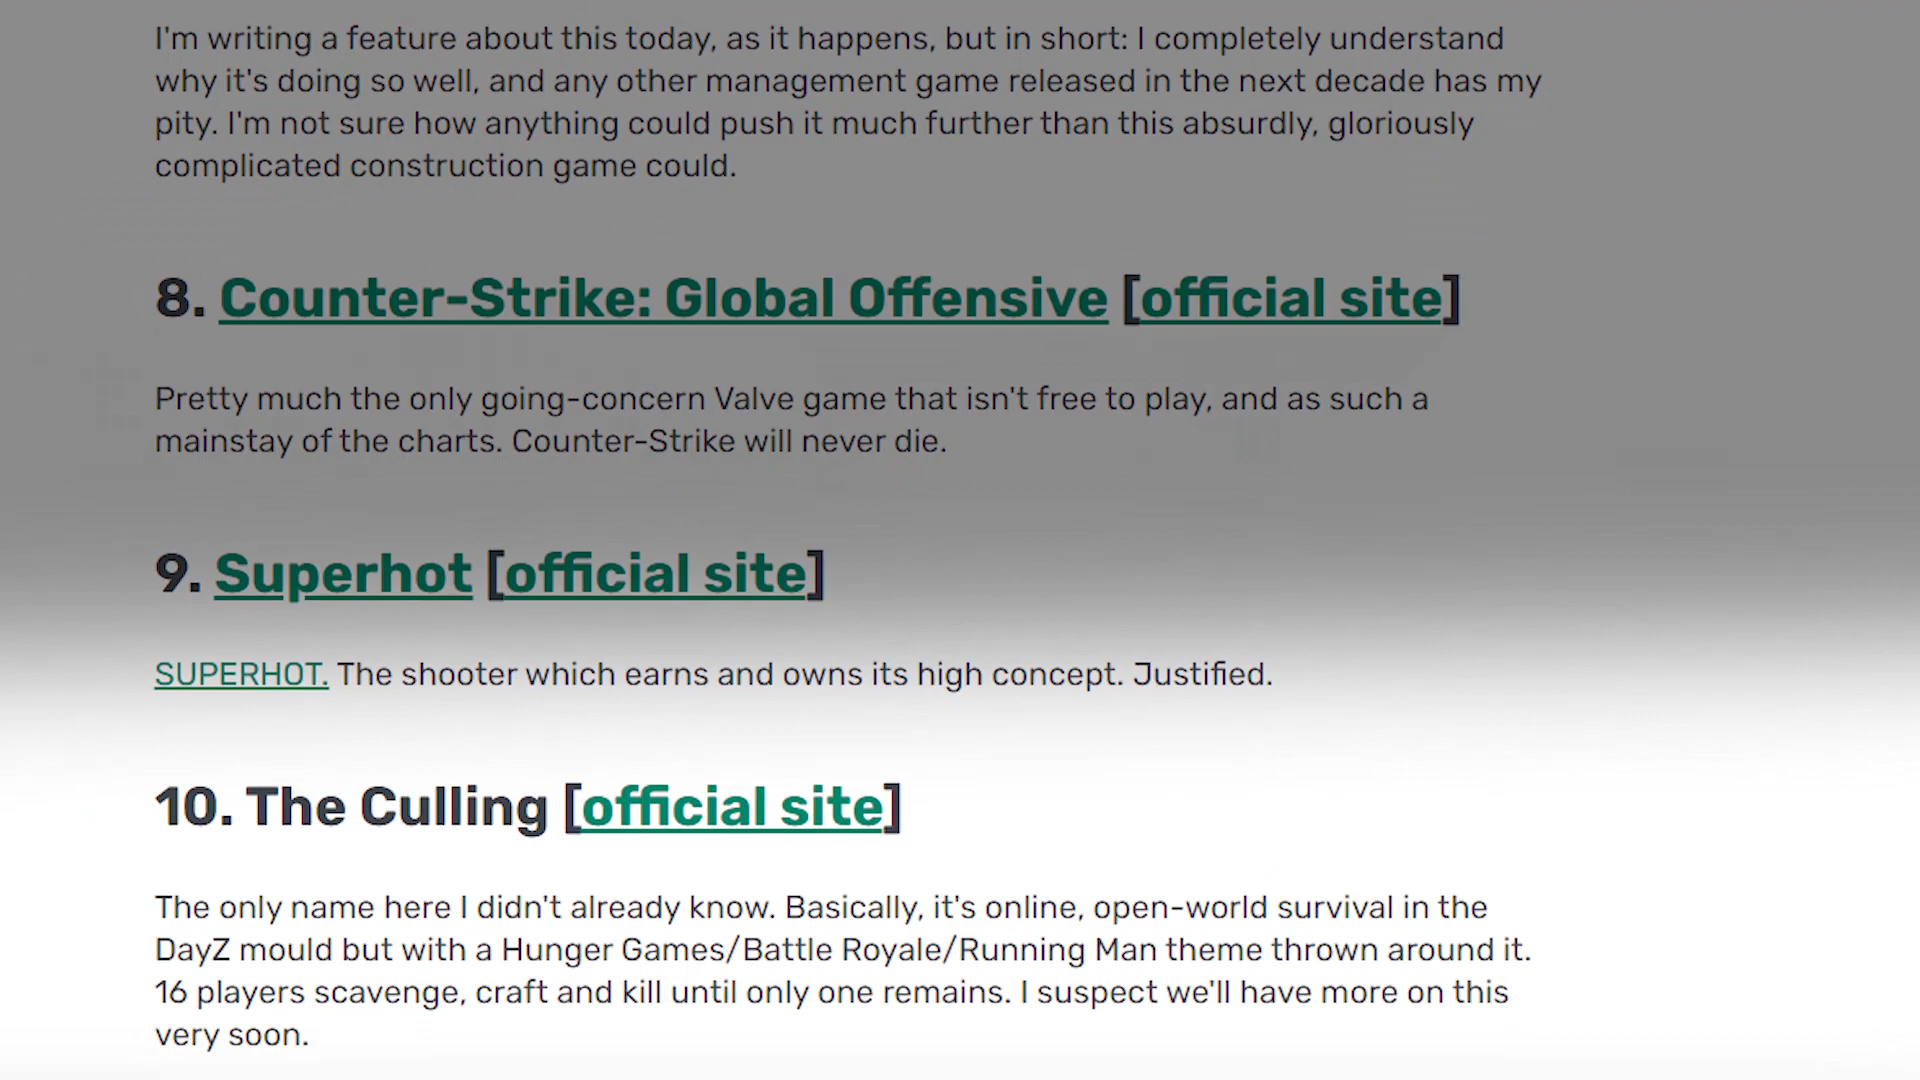 I'm writing a feature about this today, as it happens, but in short: I completely understand
why it's doing so well, and any other management game released in the next decade has my
pity. I'm not sure how anything could push it much further than this absurdly, gloriously
complicated construction game could.
8. Counter-Strike: Global Offensive [official site]
Pretty much the only going-concern Valve game that isn't free to play, and as such a
mainstay of the charts. Counter-Strike will never die.
9. Superhot [official site]
SUPERHOT. The shooter which earns and owns its high concept. Justified.
10. The Culling [official site]
The only name here I didn't already know. Basically, it's online, open-world survival in the
DayZ mould but with a Hunger Games/Battle Royale/Running Man theme thrown around it.
16 players scavenge, craft and kill until only one remains. I suspect we'll have more on this
very soon.